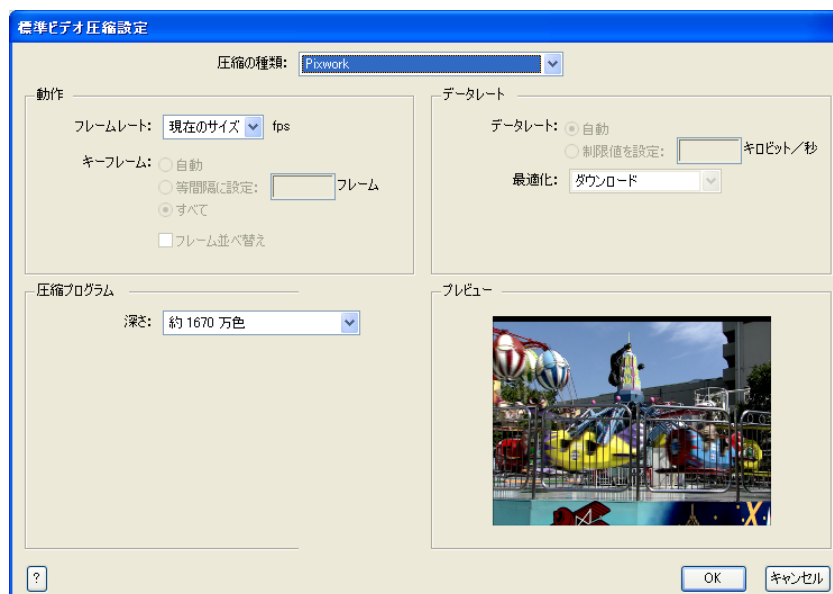 標準ビデオ圧縮設定
圧縮の種類: Pixwork
動作
フレームレート: 現在のサイズ fps
キーフレーム: 自動
等間隔に設定: フレーム
すべて
フレーム並べ替え
データレート
データレート: 自動
制限値を設定: キロビット/秒
最適化: ダウンロード
圧縮プログラム
深さ: 約 1670 万色
プレビュー
?
OK
キャンセル